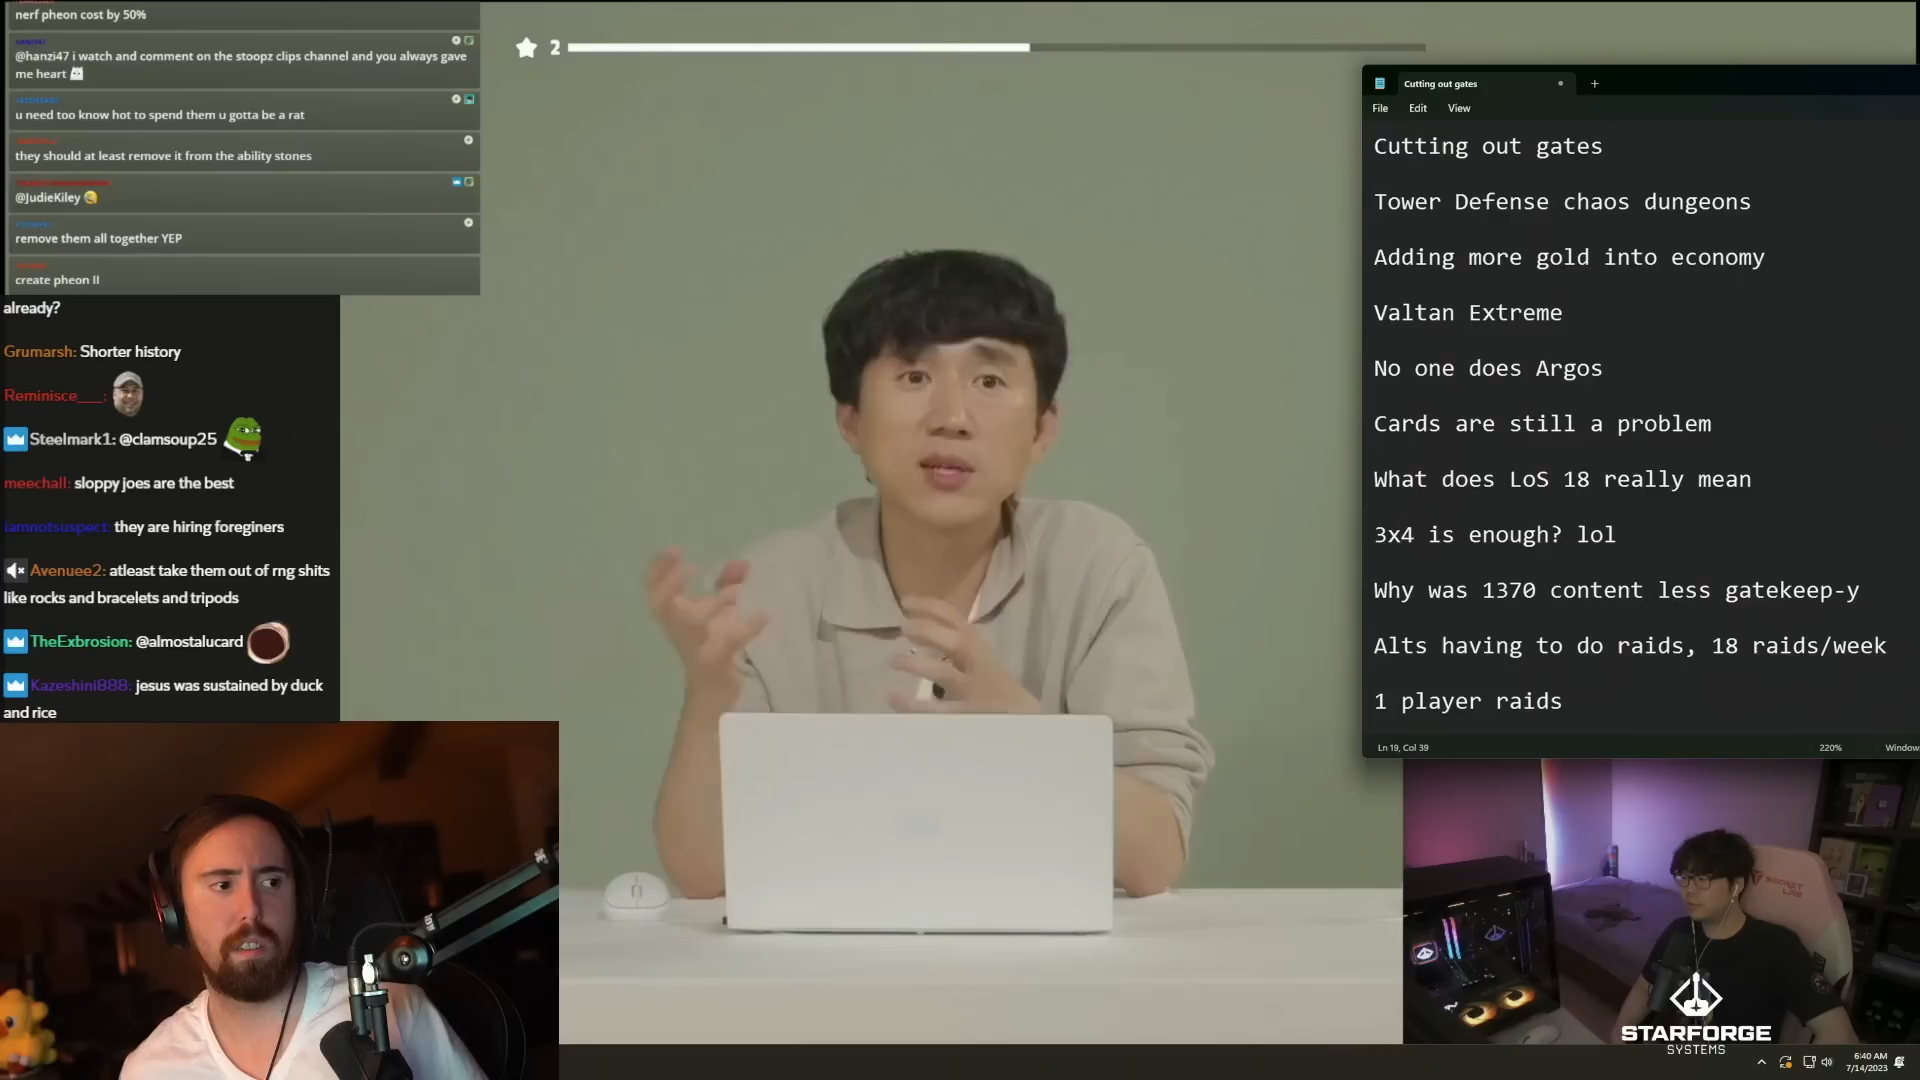 nerf pheon cost by 50%
@hanzi47 i watch and comment on the stoopz clips channel and you always gave
me heart
u need too know hot to spend them u gotta be a rat
they should at least remove it from the ability stones
@JudieKiley
remove them all together YEP
create pheon II
already?
Grumarsh: Shorter history
Reminisce___:
Steelmark1: @clamsoup25
meechall: sloppy joes are the best
iamnotsuspect: they are hiring foreginers
Avenuee2: atleast take them out of rng shits
like rocks and bracelets and tripods
TheExbrosion: @almostalucard
Kazeshini888: jesus was sustained by duck
and rice
2
Cutting out gates
File Edit View
Cutting out gates
Tower Defense chaos dungeons
Adding more gold into economy
Valtan Extreme
No one does Argos
Cards are still a problem
What does LoS 18 really mean
3x4 is enough? lol
Why was 1370 content less gatekeep-y
Alts having to do raids, 18 raids/week
1 player raids
Ln 19, Col 39
220%
Window
SECRET LAB
STARFORGE
SYSTEMS
6:40 AM
7/14/2023